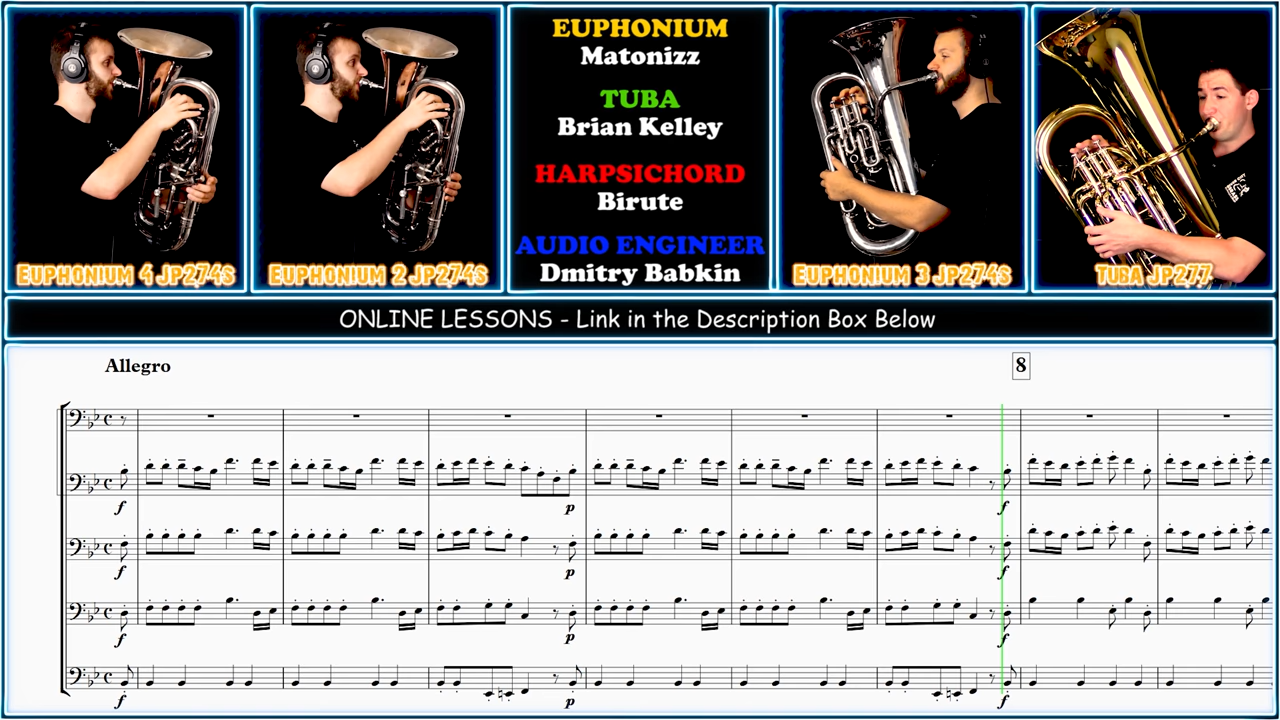 EUPHONIUM
Matonizz
TUBA
Brian Kelley
HARPSICHORD
Birute
AUDIO ENGINEER
Dmitry Babkin
EUPHONIUM 4 JP274S
EUPHONIUM 2 JP274S
EUPHONIUM 3 JP274S
TUBA JP277
ONLINE LESSONS - Link in the Description Box Below
Allegro
8
f
p
f
f
p
f
f
p
f
f
p
f